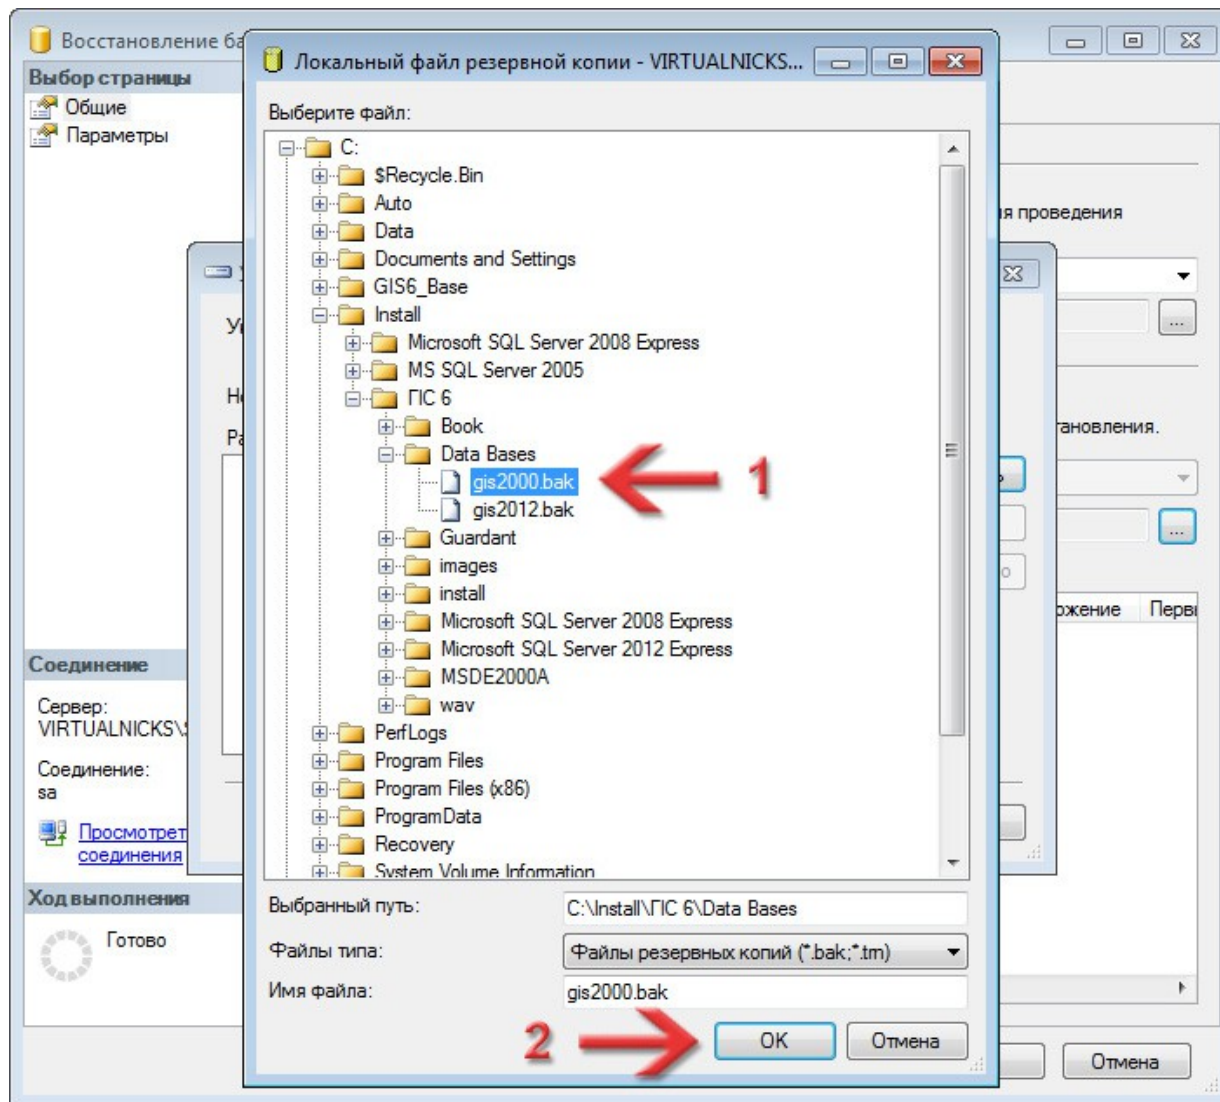 Восстановление ба
Выбор страницы
Общие
Параметры
Локальный файл резервной копии - VIRTUALNICKS...
Выберите файл:
C:
$Recycle.Bin
Auto
Data
Documents and Settings
GIS6_Base
Install
Microsoft SQL Server 2008 Express
MS SQL Server 2005
ГІС 6
Book
Data Bases
gis2000.bak
1
gis2012.bak
Guardant
images
install
Microsoft SQL Server 2008 Express
Microsoft SQL Server 2012 Express
MSDE2000A
wav
PerfLogs
Program Files
Program Files (x86)
ProgramData
Recovery
System Volume Information
Выбранный путь:
C:\Install\ГІС 6\Data Bases
Файлы типа:
Файлы резервных копий (*.bak;*.trn)
Имя файла:
gis2000.bak
2
OK
Отмена
я проведения
...
тановления.
...
ожение Перви
Соединение
Сервер:
VIRTUALNICKS\
Соединение:
sa
Просмотрет
соединения
Ход выполнения
Готово
Отмена